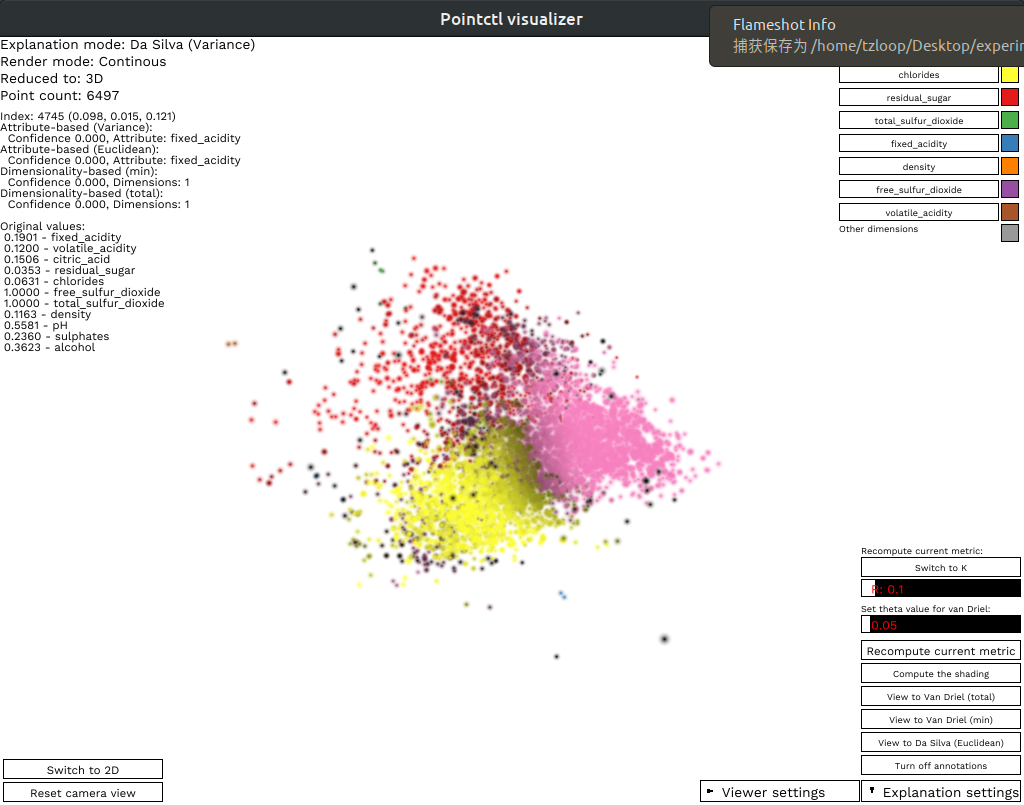 Pointctl visualizer
Flameshot Info
捕获保存为 /home/tzloop/Desktop/experim
Explanation mode: Da Silva (Variance)
Render mode: Continous
Reduced to: 3D
Point count: 6497
Index: 4745 (0.098, 0.015, 0.121)
Attribute-based (Variance):
Confidence 0.000, Attribute: fixed_acidity
Attribute-based (Euclidean):
Confidence 0.000, Attribute: fixed_acidity
Dimensionality-based (min):
Confidence 0.000, Dimensions: 1
Dimensionality-based (total):
Confidence 0.000, Dimensions: 1
Original values:
0.1901 - fixed_acidity
0.1200 - volatile_acidity
0.1506 - citric_acid
0.0353 - residual_sugar
0.0631 - chlorides
1.0000 - free_sulfur_dioxide
1.0000 - total_sulfur_dioxide
0.1163 - density
0.5581 - pH
0.2360 - sulphates
0.3623 - alcohol
chlorides
residual_sugar
total_sulfur_dioxide
fixed_acidity
density
free_sulfur_dioxide
volatile_acidity
Other dimensions
Recompute current metric:
Switch to K
R: 0.1
Set theta value for van Driel:
0.05
Recompute current metric
Compute the shading
View to Van Driel (total)
View to Van Driel (min)
View to Da Silva (Euclidean)
Turn off annotations
Switch to 2D
Reset camera view
Viewer settings
Explanation settings